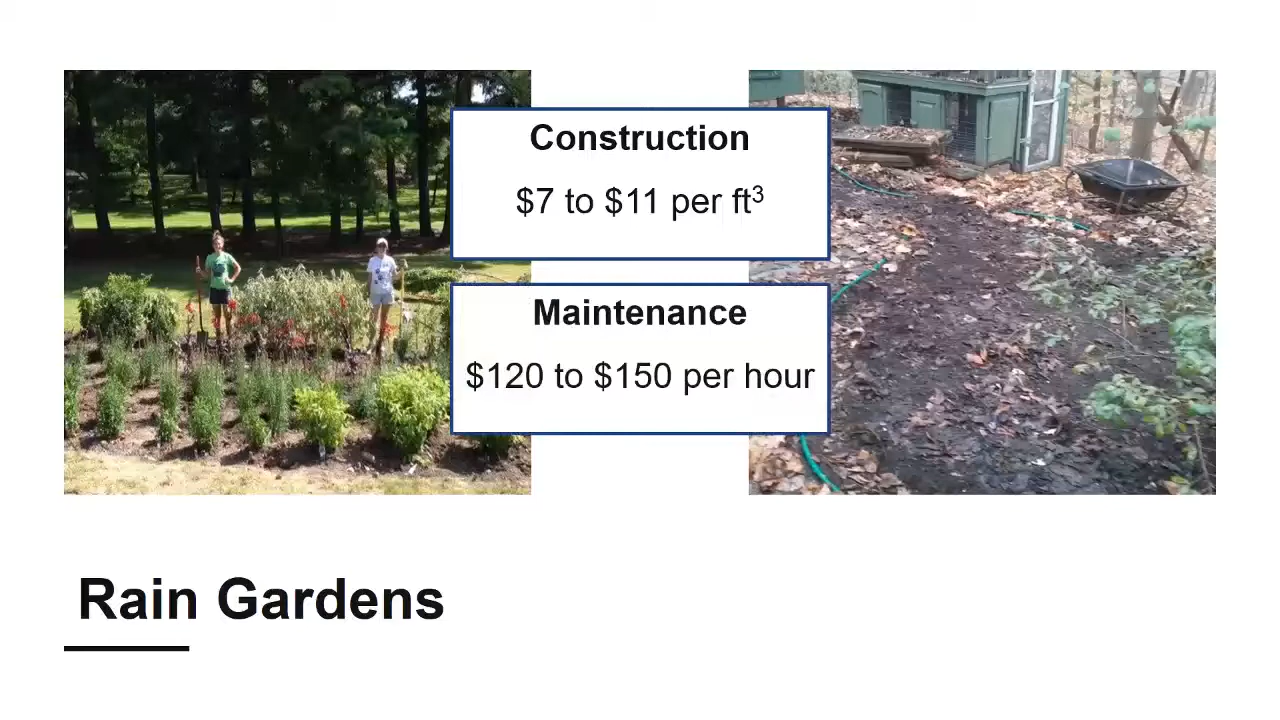 Construction
$7 to $11 per ft³
Maintenance
$120 to $150 per hour
Rain Gardens